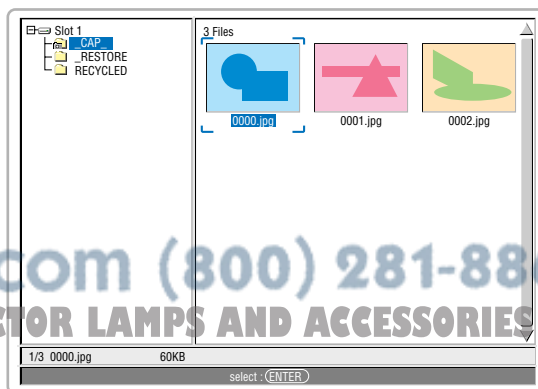 Slot 1
_CAP_
_RESTORE
RECYCLED
3 Files
0000.jpg
0001.jpg
0002.jpg
com (800) 281-88
CTOR LAMPS AND ACCESSORIES
1/3 0000.jpg 60KB
select : ENTER